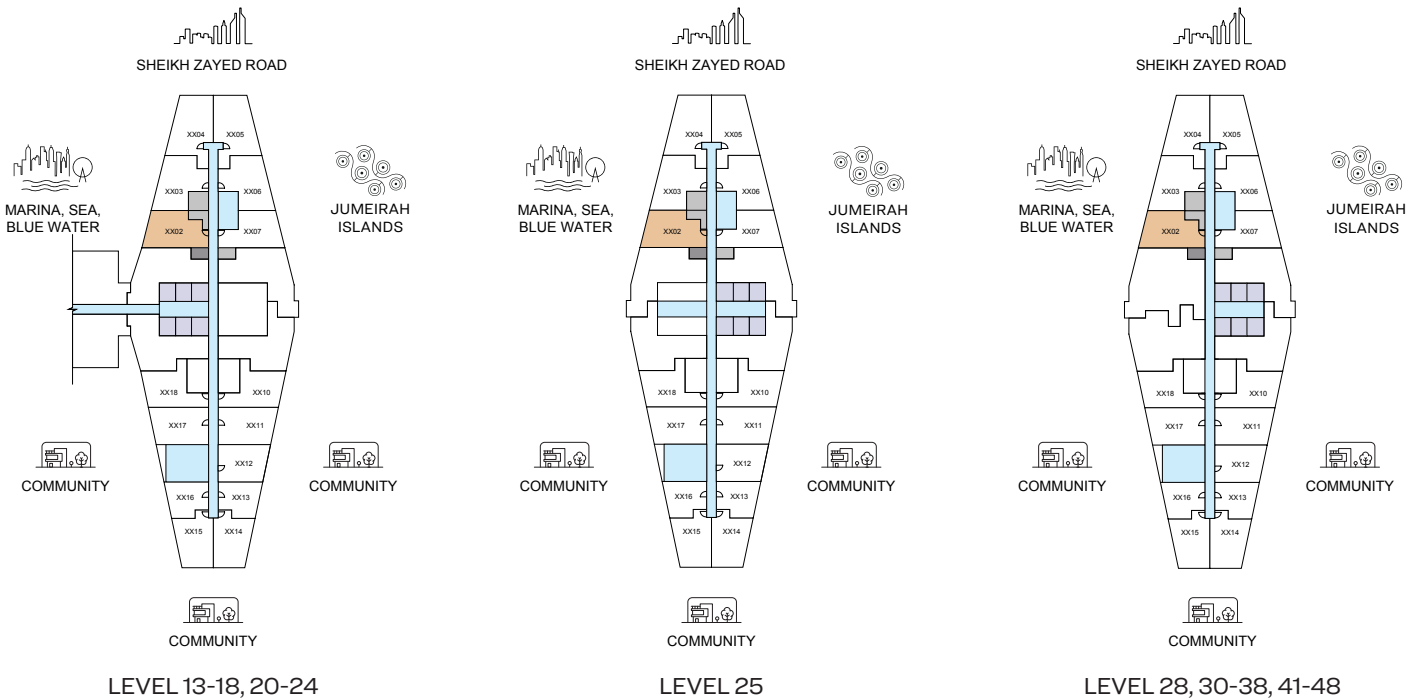 SHEIKH ZAYED ROAD
MARINA, SEA,
BLUE WATER
JUMEIRAH
ISLANDS
XX04
XX05
XX03
XX06
XX02
XX07
XX18
XX10
XX17
XX11
XX12
XX16
XX13
XX15
XX14
COMMUNITY
COMMUNITY
COMMUNITY
LEVEL 13-18, 20-24
SHEIKH ZAYED ROAD
MARINA, SEA,
BLUE WATER
JUMEIRAH
ISLANDS
XX04
XX05
XX03
XX06
XX02
XX07
XX18
XX10
XX17
XX11
XX12
XX16
XX13
XX15
XX14
COMMUNITY
COMMUNITY
COMMUNITY
LEVEL 25
SHEIKH ZAYED ROAD
MARINA, SEA,
BLUE WATER
JUMEIRAH
ISLANDS
XX04
XX05
XX03
XX06
XX02
XX07
XX18
XX10
XX17
XX11
XX12
XX16
XX13
XX15
XX14
COMMUNITY
COMMUNITY
COMMUNITY
LEVEL 28, 30-38, 41-48